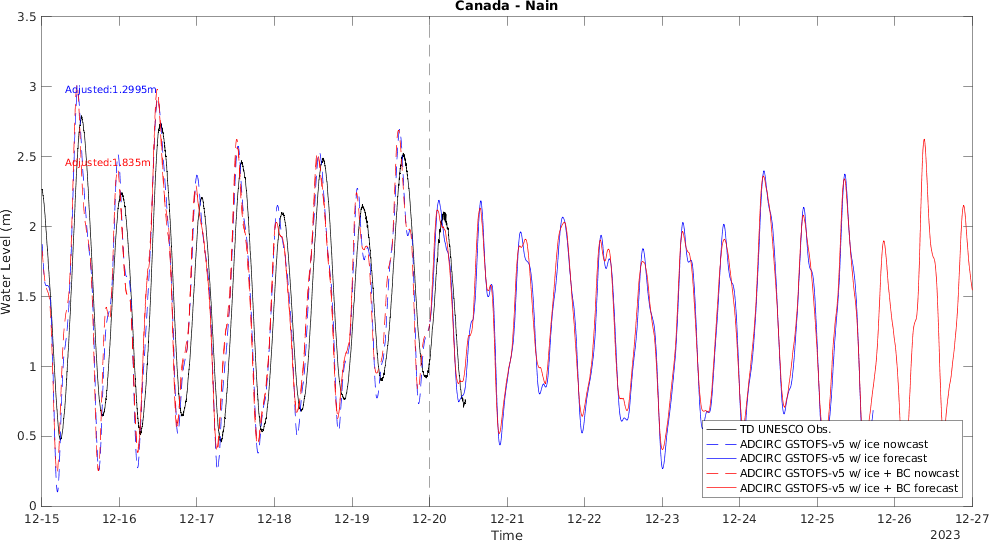 Canada - Nain
3.5
3
2.5
2
1.5
1
0.5
0
Water Level (m)
Adjusted:1.2995m
Adjusted:1.835m
TD UNESCO Obs.
ADCIRC GSTOFS-v5 w/ ice nowcast
ADCIRC GSTOFS-v5 w/ ice forecast
ADCIRC GSTOFS-v5 w/ ice + BC nowcast
ADCIRC GSTOFS-v5 w/ ice + BC forecast
12-15 12-16 12-17 12-18 12-19 12-20 12-21 12-22 12-23 12-24 12-25 12-26 12-27
Time
2023